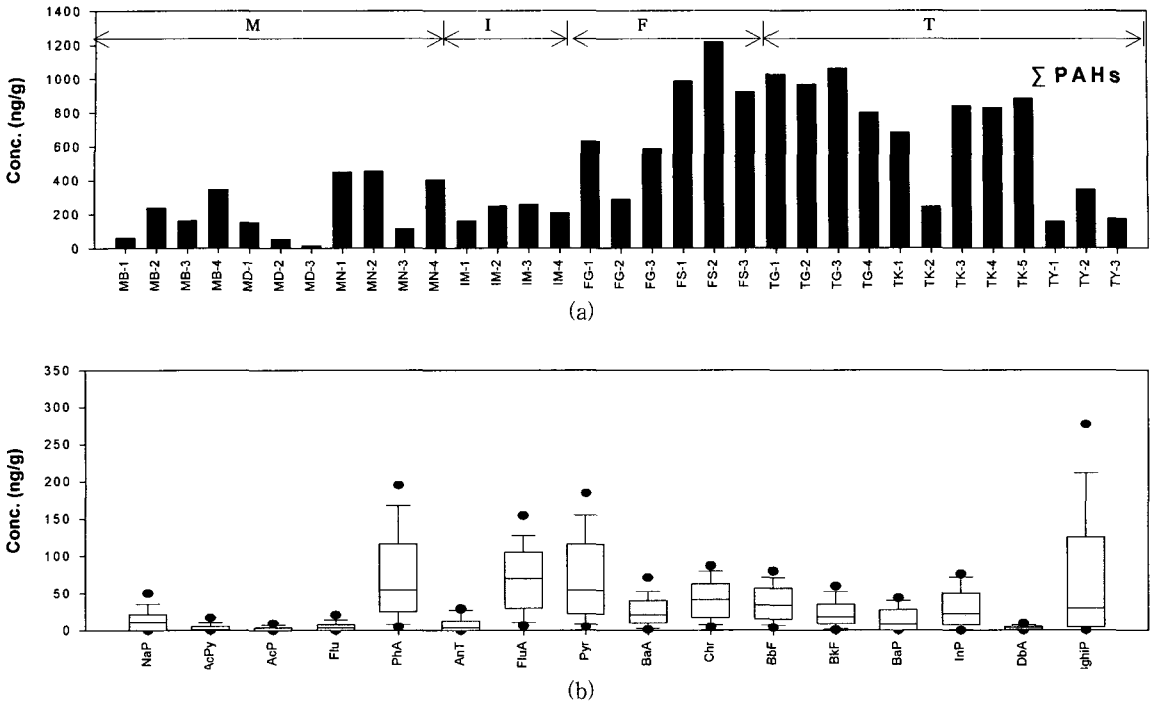 M I F T
1400
1200
1000
800
600
400
200
0
Conc. (ng/g)
∑ PAHs
MB-1 MB-2 MB-3 MB-4 MD-1 MD-2 MD-3 MN-1 MN-2 MN-3 MN-4 IM-1 IM-2 IM-3 IM-4 FG-1 FG-2 FG-3 FS-1 FS-2 FS-3 TG-1 TG-2 TG-3 TG-4 TK-1 TK-2 TK-3 TK-4 TK-5 TY-1 TY-2 TY-3
(a)
350
300
250
200
150
100
50
0
Conc. (ng/g)
NaP AcPy AcP Flu PhA AnT FluA Pyr BaA Chr BbF BkF BaP InP DbA IghiP
(b)